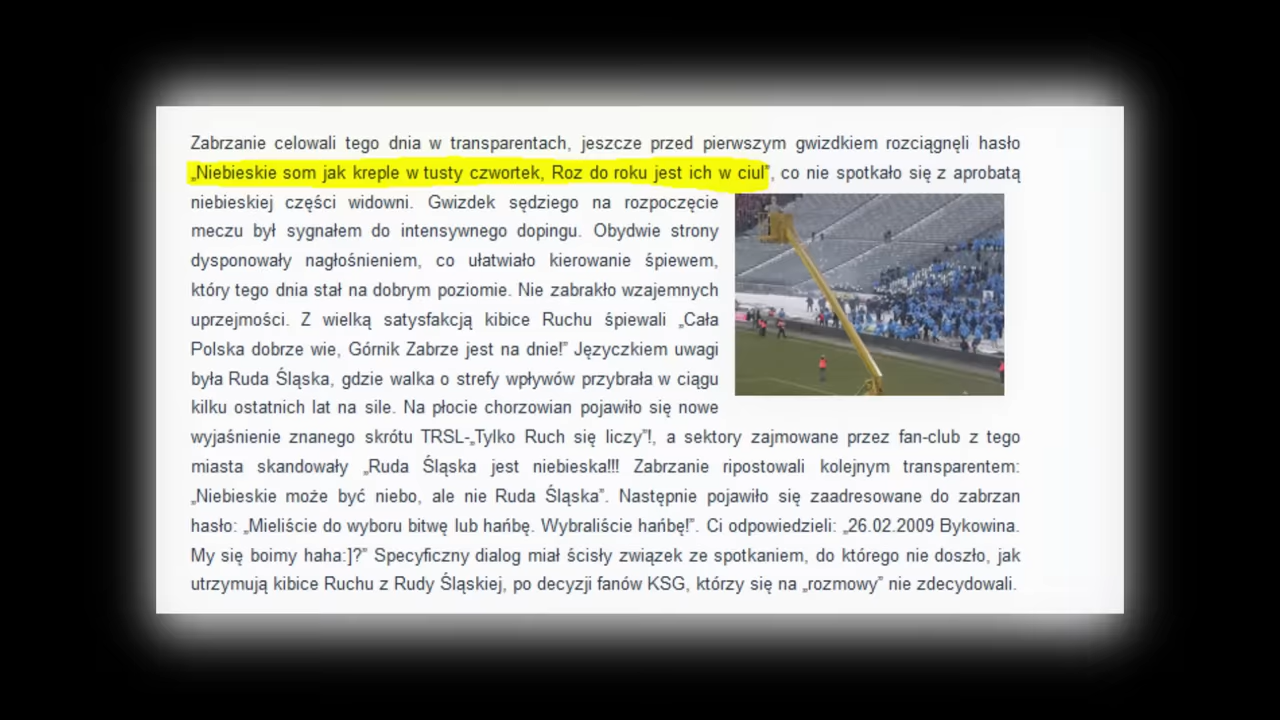 Zabrzanie celowali tego dnia w transparentach, jeszcze przed pierwszym gwizdkiem rozciągnęli hasło
„Niebieskie som jak kreple w tusty czwortek, Roz do roku jest ich w ciul”, co nie spotkało się z aprobatą
niebieskiej części widowni. Gwizdek sędziego na rozpoczęcie
meczu był sygnałem do intensywnego dopingu. Obydwie strony
dysponowały nagłośnieniem, co ułatwiało kierowanie śpiewem,
który tego dnia stał na dobrym poziomie. Nie zabrakło wzajemnych
uprzejmości. Z wielką satysfakcją kibice Ruchu śpiewali „Cała
Polska dobrze wie, Górnik Zabrze jest na dnie!” Języczkiem uwagi
była Ruda Śląska, gdzie walka o strefy wpływów przybrała w ciągu
kilku ostatnich lat na sile. Na płocie chorzowian pojawiło się nowe
wyjaśnienie znanego skrótu TRSL-„Tylko Ruch się liczy”!, a sektory zajmowane przez fan-club z tego
miasta skandowały „Ruda Śląska jest niebieska!!! Zabrzanie ripostowali kolejnym transparentem:
„Niebieskie może być niebo, ale nie Ruda Śląska”. Następnie pojawiło się zaadresowane do zabrzan
hasło: „Mieliście do wyboru bitwę lub hańbę. Wybraliście hańbę!”. Ci odpowiedzieli: „26.02.2009 Bykowina.
My się boimy haha:]?” Specyficzny dialog miał ścisły związek ze spotkaniem, do którego nie doszło, jak
utrzymują kibice Ruchu z Rudy Śląskiej, po decyzji fanów KSG, którzy się na „rozmowy” nie zdecydowali.